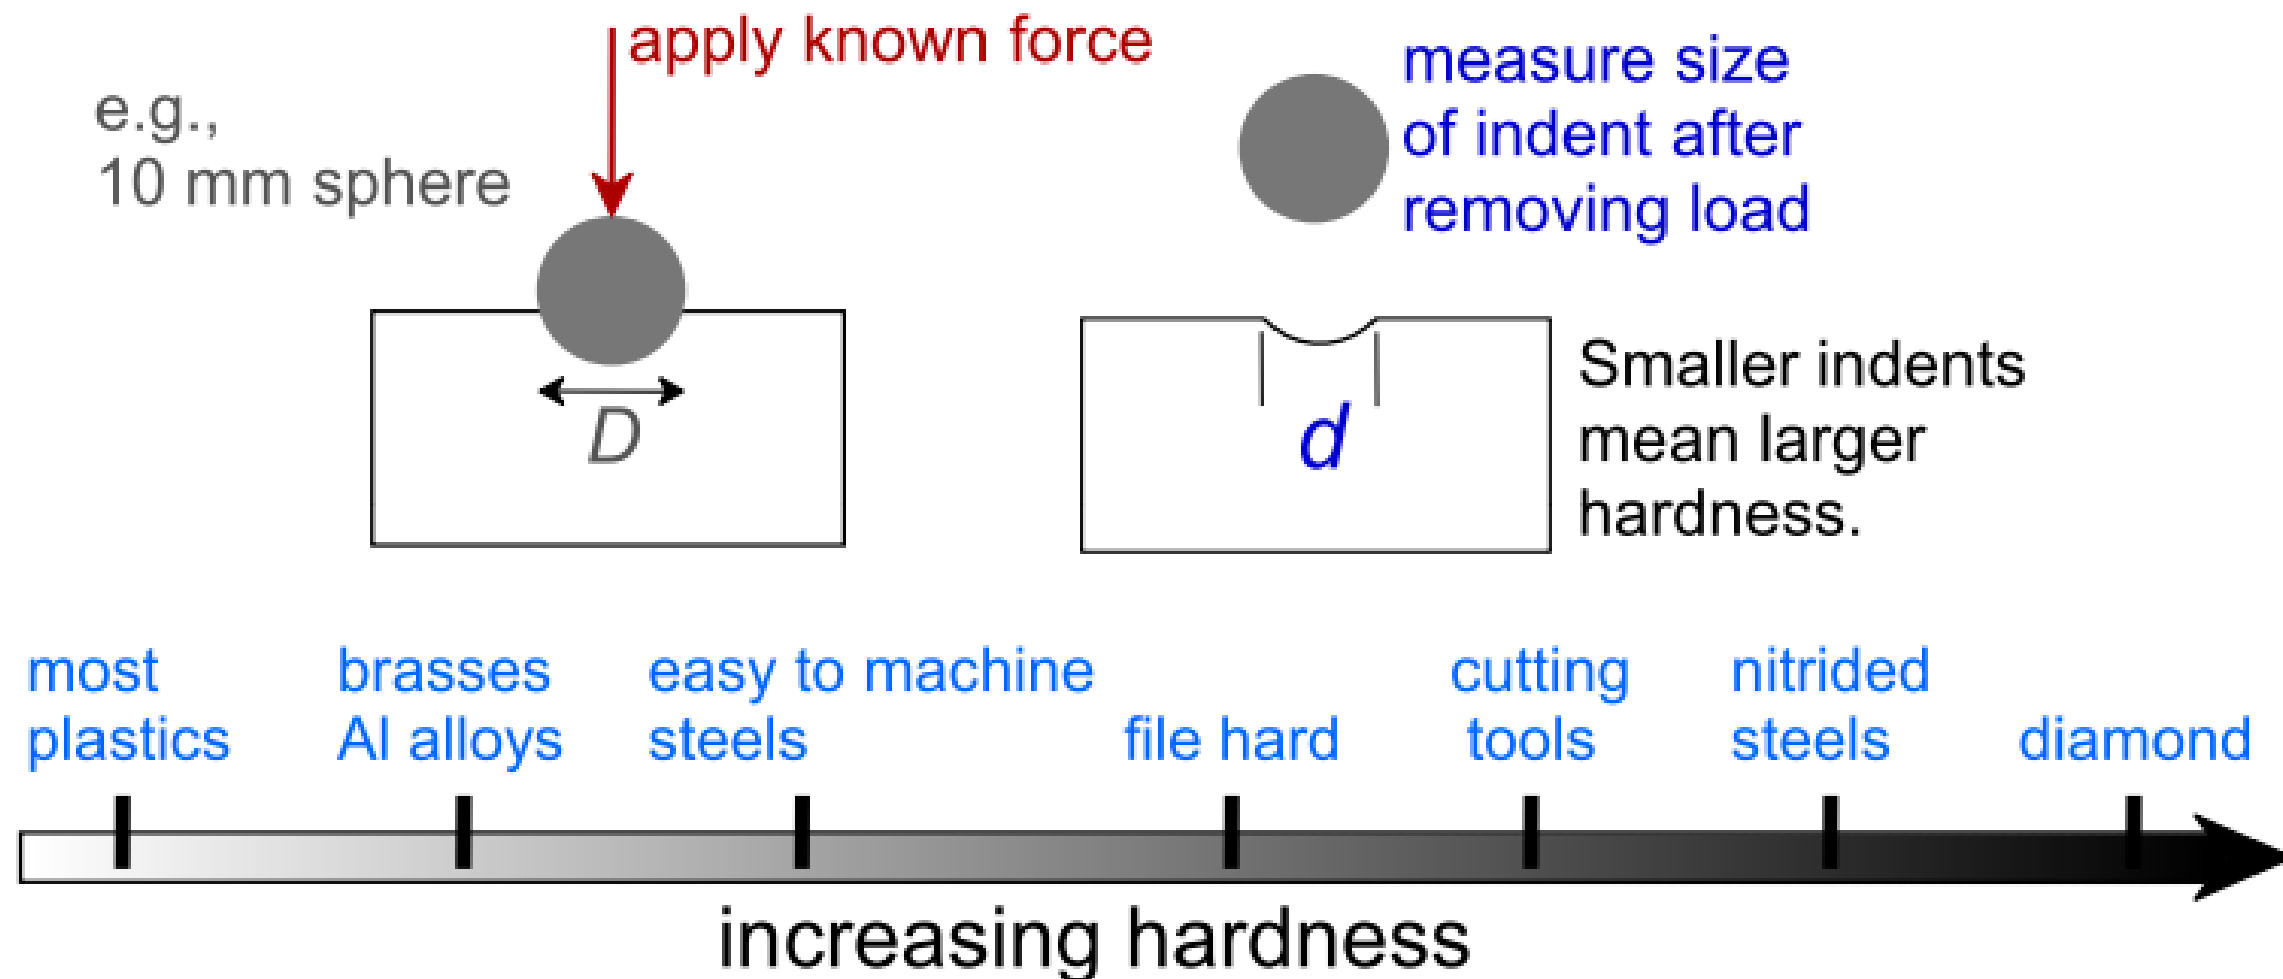 apply known force
e.g.,
10 mm sphere
D
measure size
of indent after
removing load
d
Smaller indents
mean larger
hardness.
most
plastics
brasses
Al alloys
easy to machine
steels
file hard
cutting
tools
nitrided
steels
diamond
increasing hardness